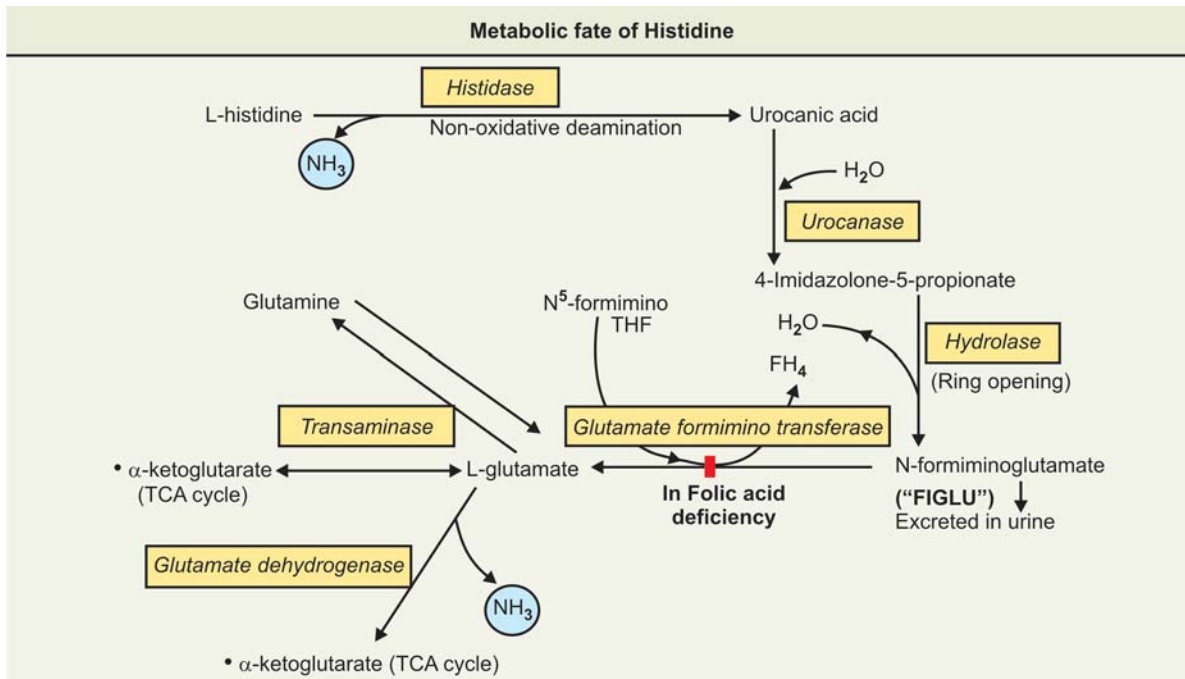 Metabolic fate of Histidine
Histidase
L-histidine
Non-oxidative deamination
Urocanic acid
NH3
H2O
Urocanase
4-Imidazolone-5-propionate
Glutamine
N5-formimino
THF
H2O
Hydrolase
(Ring opening)
FH4
Transaminase
Glutamate formimino transferase
• α-ketoglutarate
(TCA cycle)
L-glutamate
N-formiminoglutamate
In Folic acid
deficiency
("FIGLU")
Excreted in urine
Glutamate dehydrogenase
NH3
• α-ketoglutarate (TCA cycle)